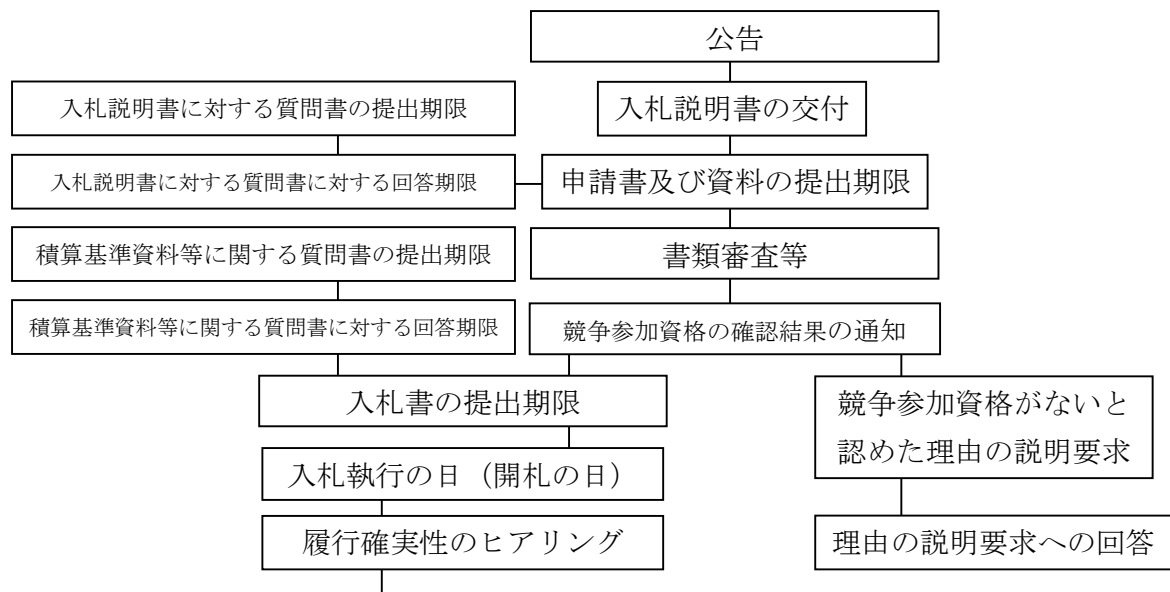 公告
入札説明書に対する質問書の提出期限
入札説明書の交付
入札説明書に対する質問書に対する回答期限
申請書及び資料の提出期限
積算基準資料等に関する質問書の提出期限
書類審査等
積算基準資料等に関する質問書に対する回答期限
競争参加資格の確認結果の通知
入札書の提出期限
競争参加資格がないと
認めた理由の説明要求
入札執行の日（開札の日）
履行確実性のヒアリング
理由の説明要求への回答